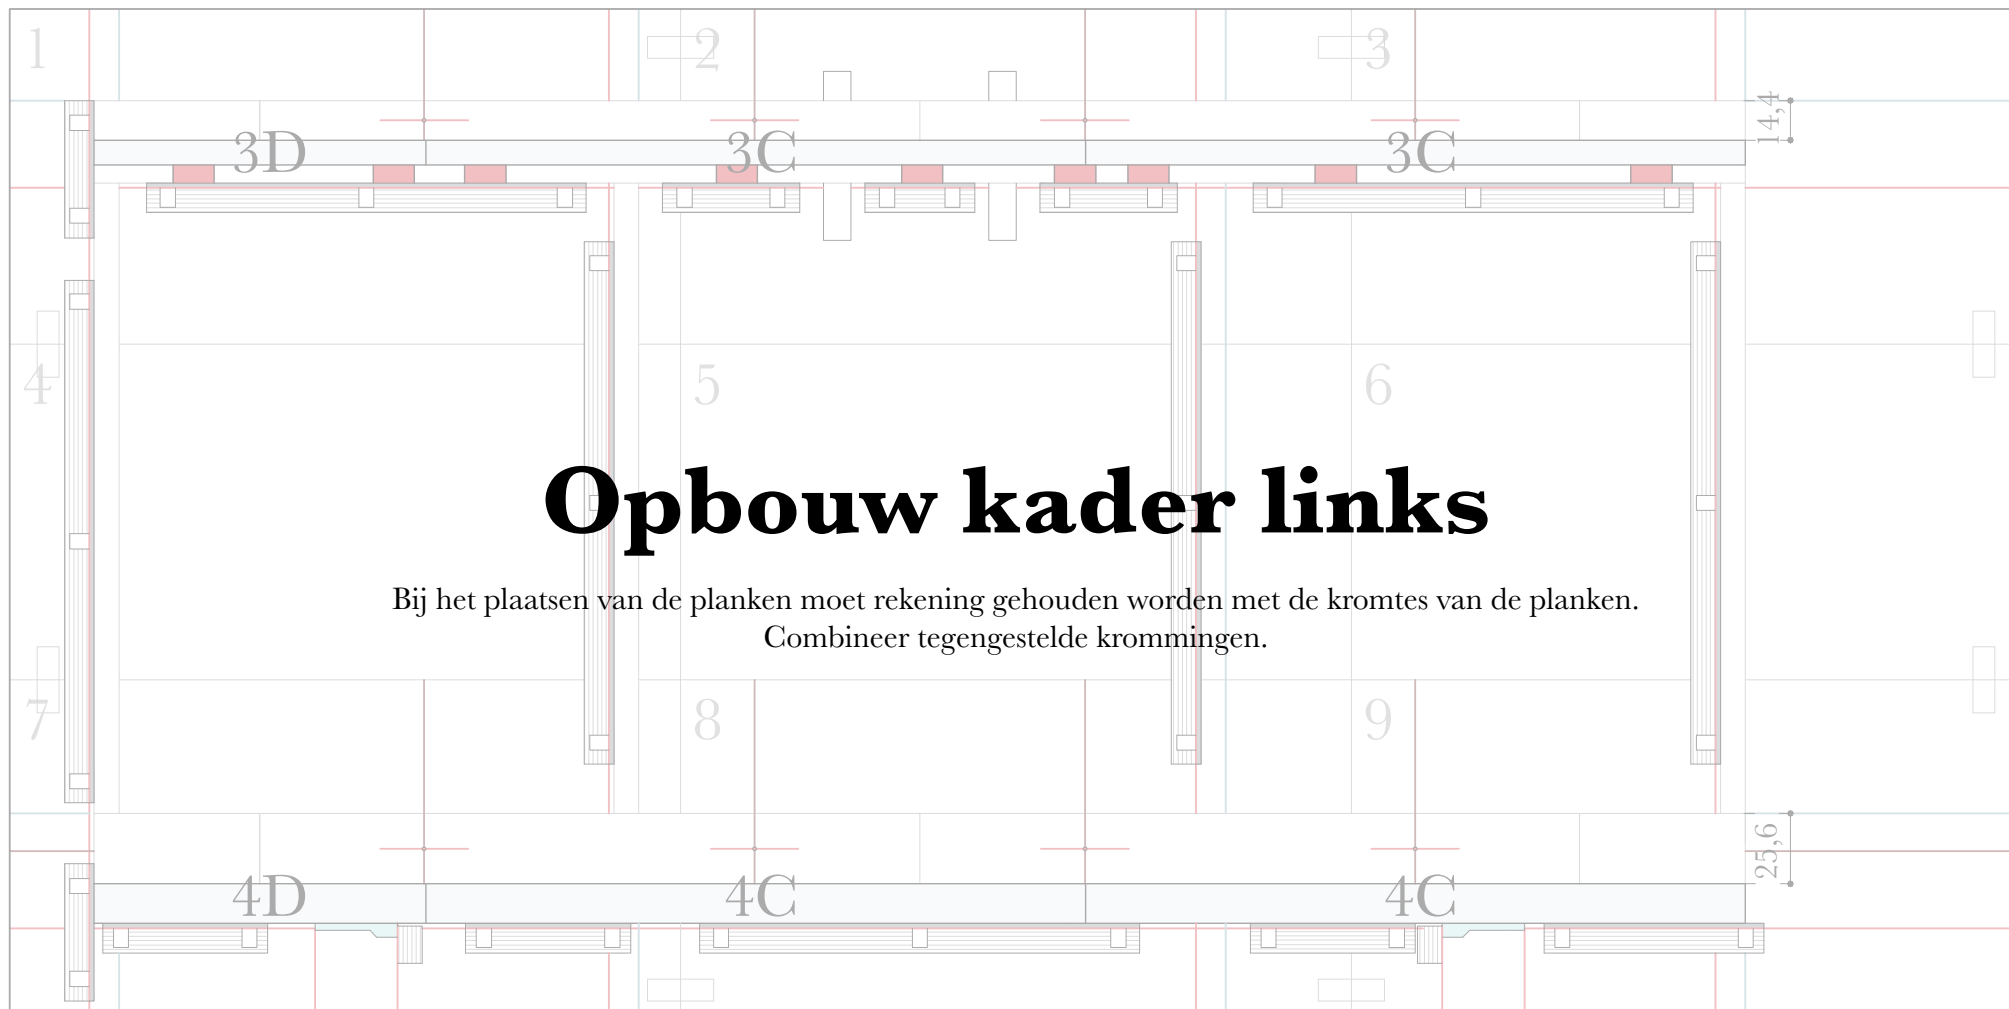 1 2 3
14,4
3D 3C 3C
4 5 6
Opbouw kader links
Bij het plaatsen van de planken moet rekening gehouden worden met de kromtes van de planken.
Combineer tegengestelde krommingen.
7 8 9
25,6
4D 4C 4C